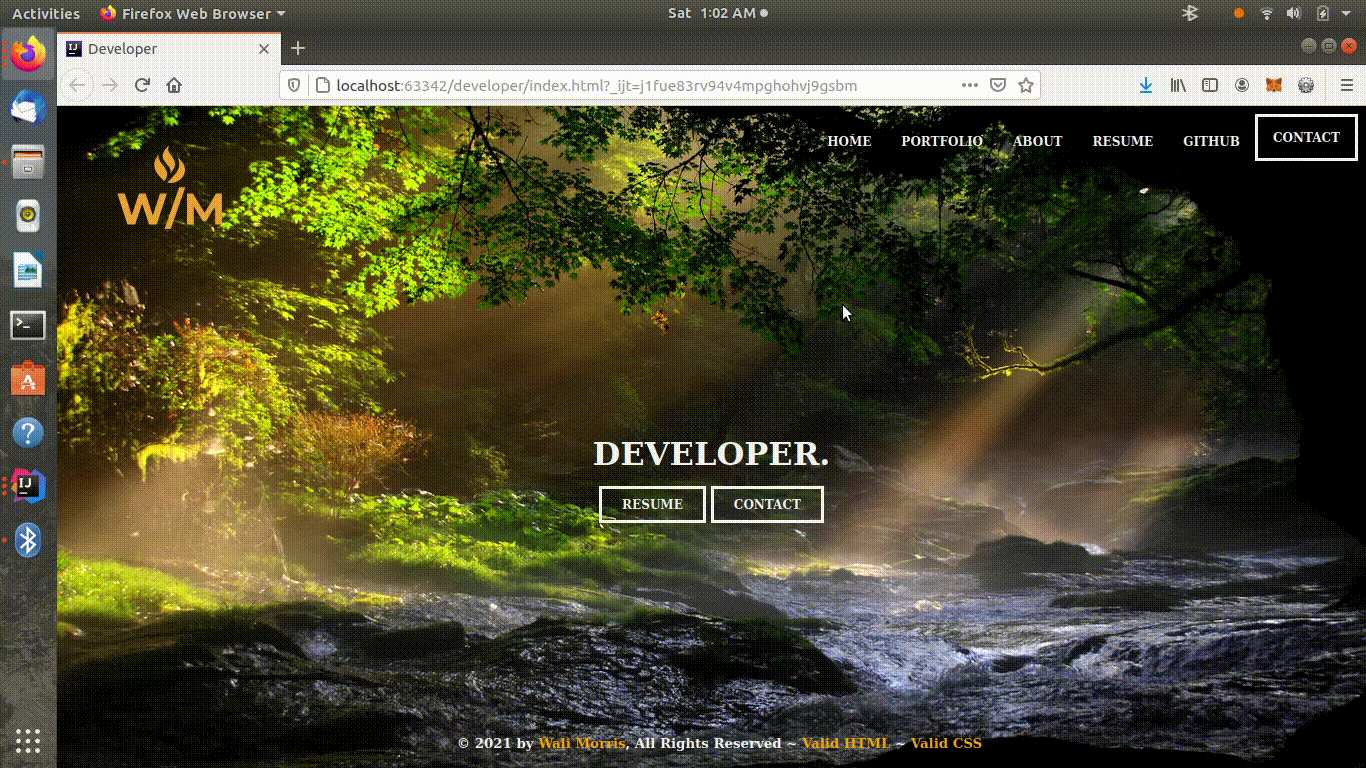 Activities Firefox Web Browser Sat 1:02 AM
Developer
localhost:63342/developer/index.html?_ijt=j1fue83rv94v4mpghohvj9gsbm
HOME PORTFOLIO ABOUT RESUME GITHUB CONTACT
W/M
DEVELOPER.
RESUME CONTACT
© 2021 by Wali Morris, All Rights Reserved ~ Valid HTML ~ Valid CSS